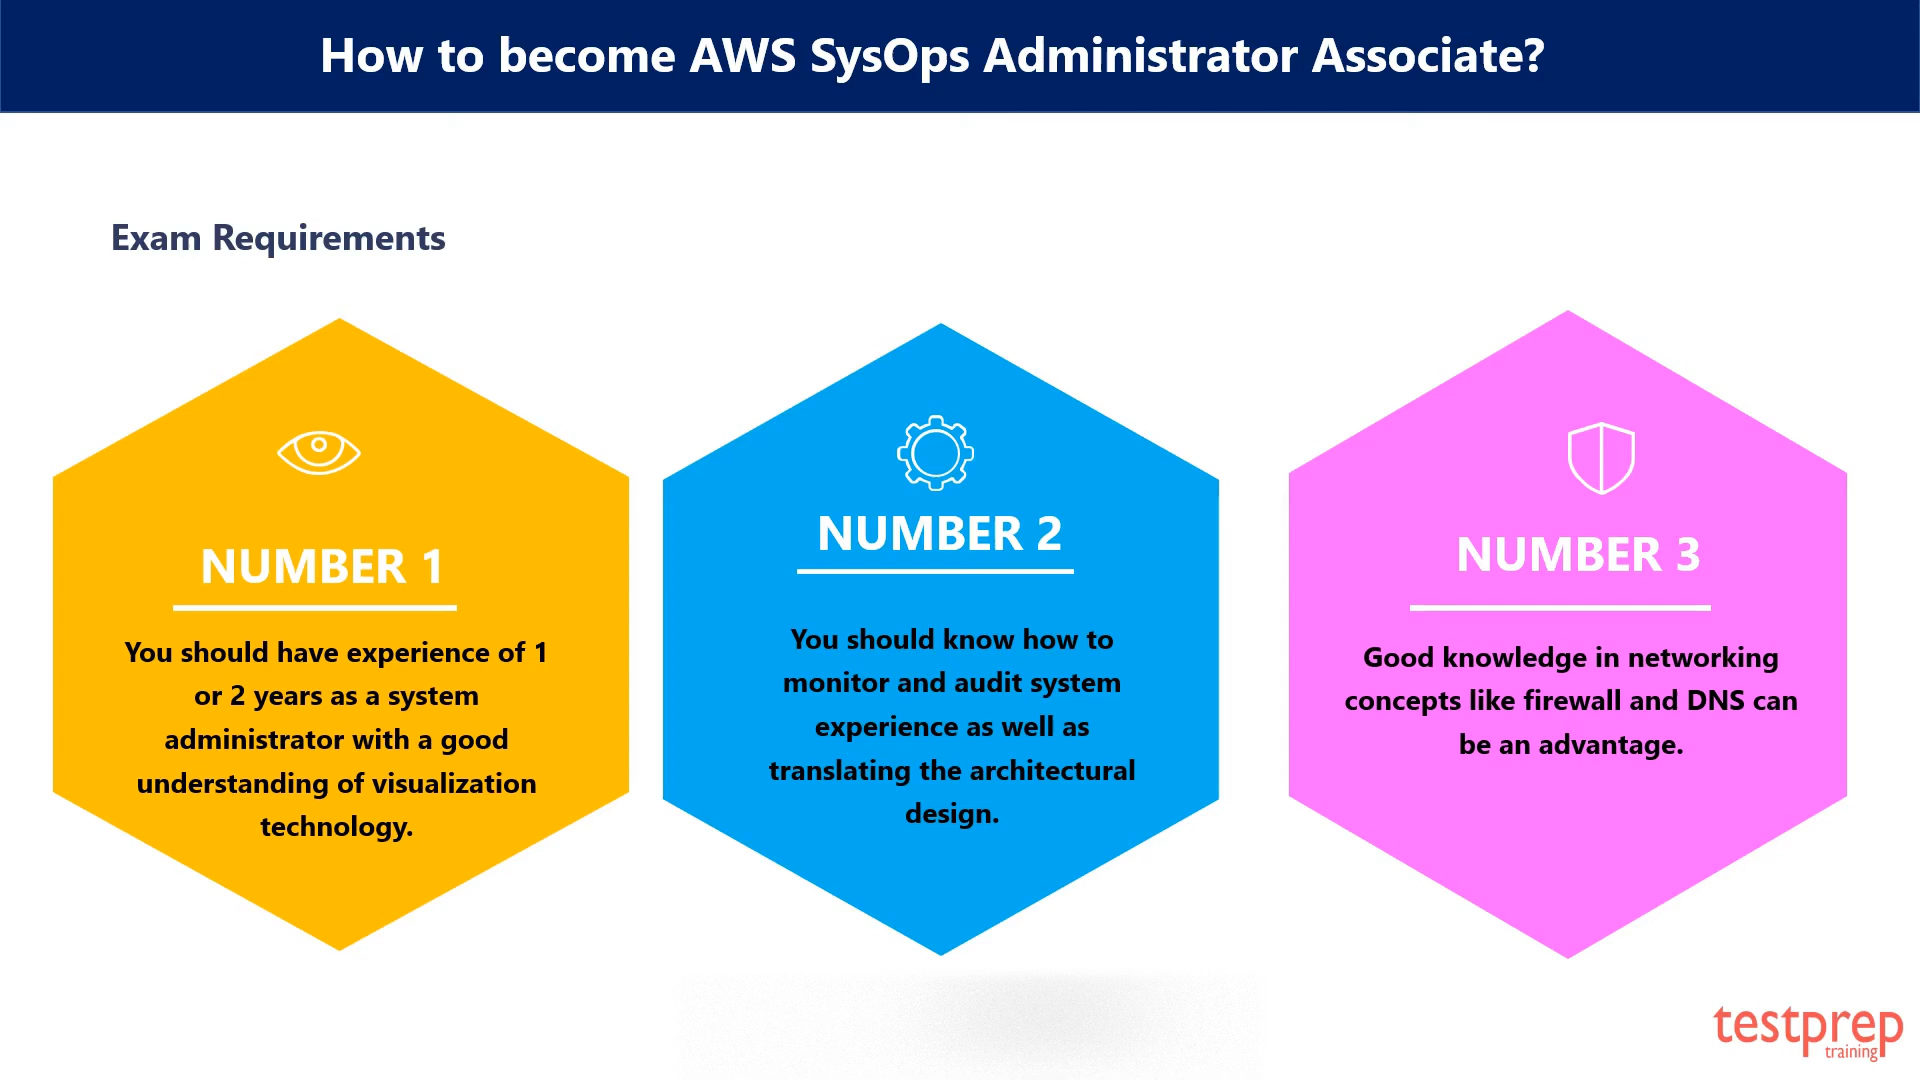 How to become AWS SysOps Administrator Associate?
Exam Requirements
NUMBER 1
You should have experience of 1
or 2 years as a system
administrator with a good
understanding of visualization
technology.
NUMBER 2
You should know how to
monitor and audit system
experience as well as
translating the architectural
design.
NUMBER 3
Good knowledge in networking
concepts like firewall and DNS can
be an advantage.
testprep
training